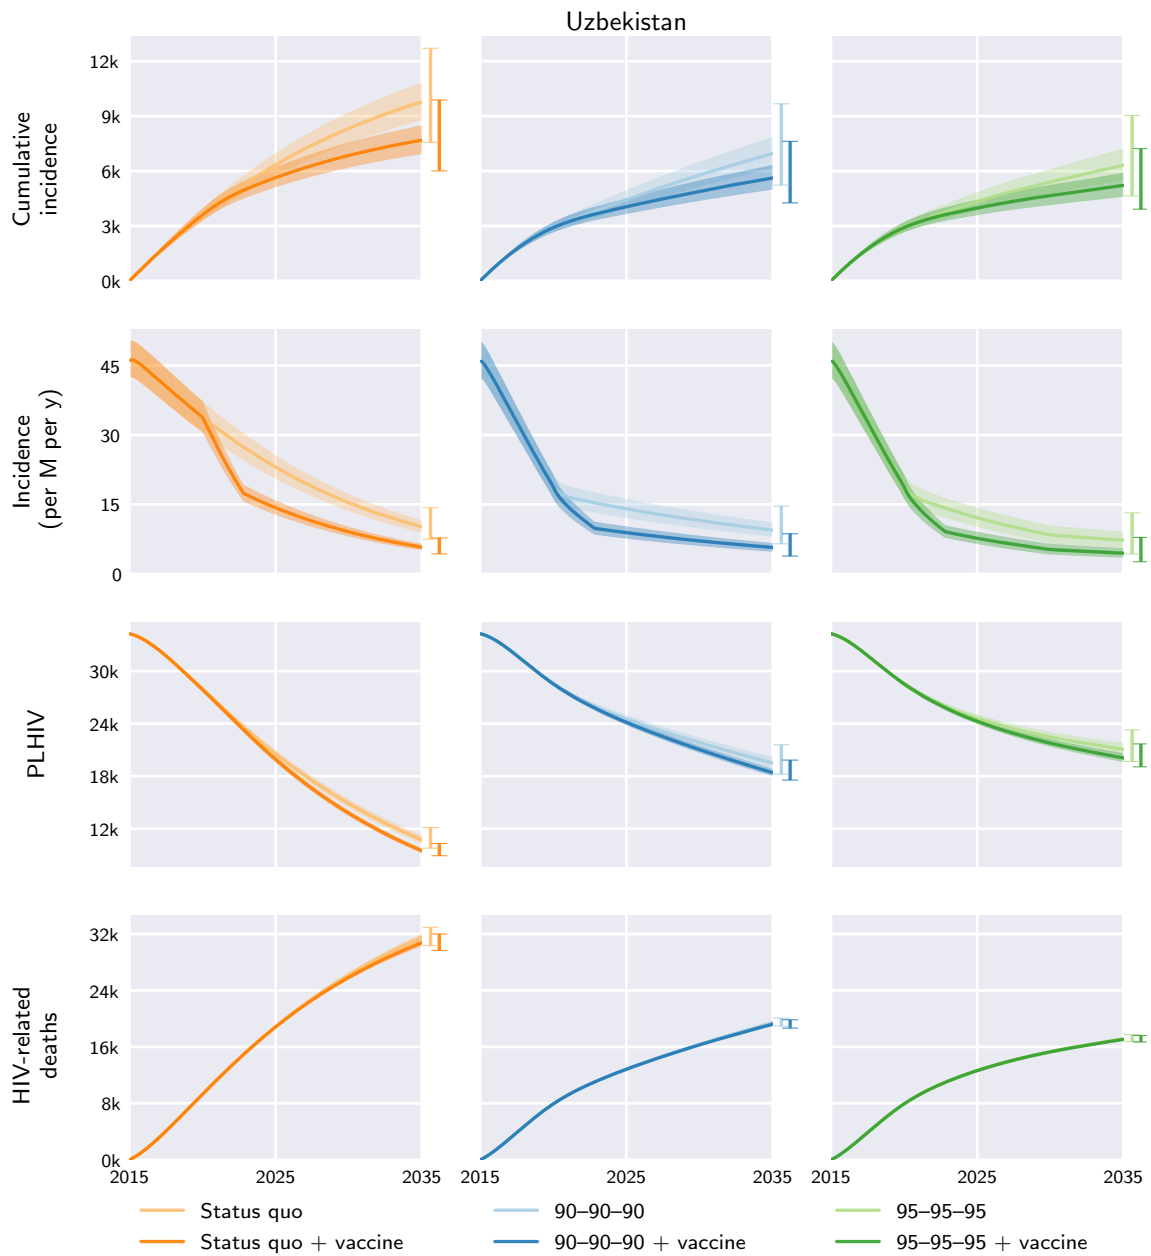 Uzbekistan
Cumulative
incidence
12k
9k
6k
3k
0k
Incidence
(per M per y)
45
30
15
0
PLHIV
30k
24k
18k
12k
HIV-related
deaths
32k
24k
16k
8k
0k
2015 2025 2035 2015 2025 2035 2015 2025 2035
Status quo 90–90–90 95–95–95
Status quo + vaccine 90–90–90 + vaccine 95–95–95 + vaccine